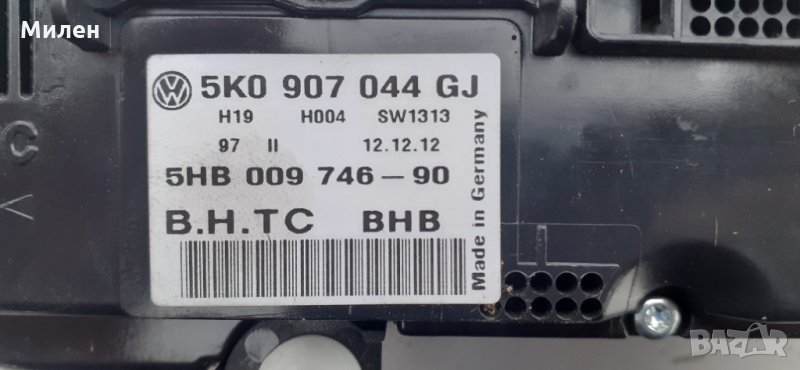 Милен
5K0 907 044 GJ
H19 H004 SW1313
97 II 12.12.12
5HB 009 746-90
B.H.TC BHB
Made in Germany
BAZAR